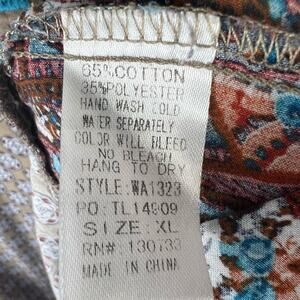 65%COTTON
35%POLYESTER
HAND WASH COLD
WATER SEPARATELY
COLOR WILL BLEED
NO BLEACH
HANG TO DRY
STYLE:WA1323
PO:TL14909
SIZE:XL
RN#:130733
MADE IN CHINA